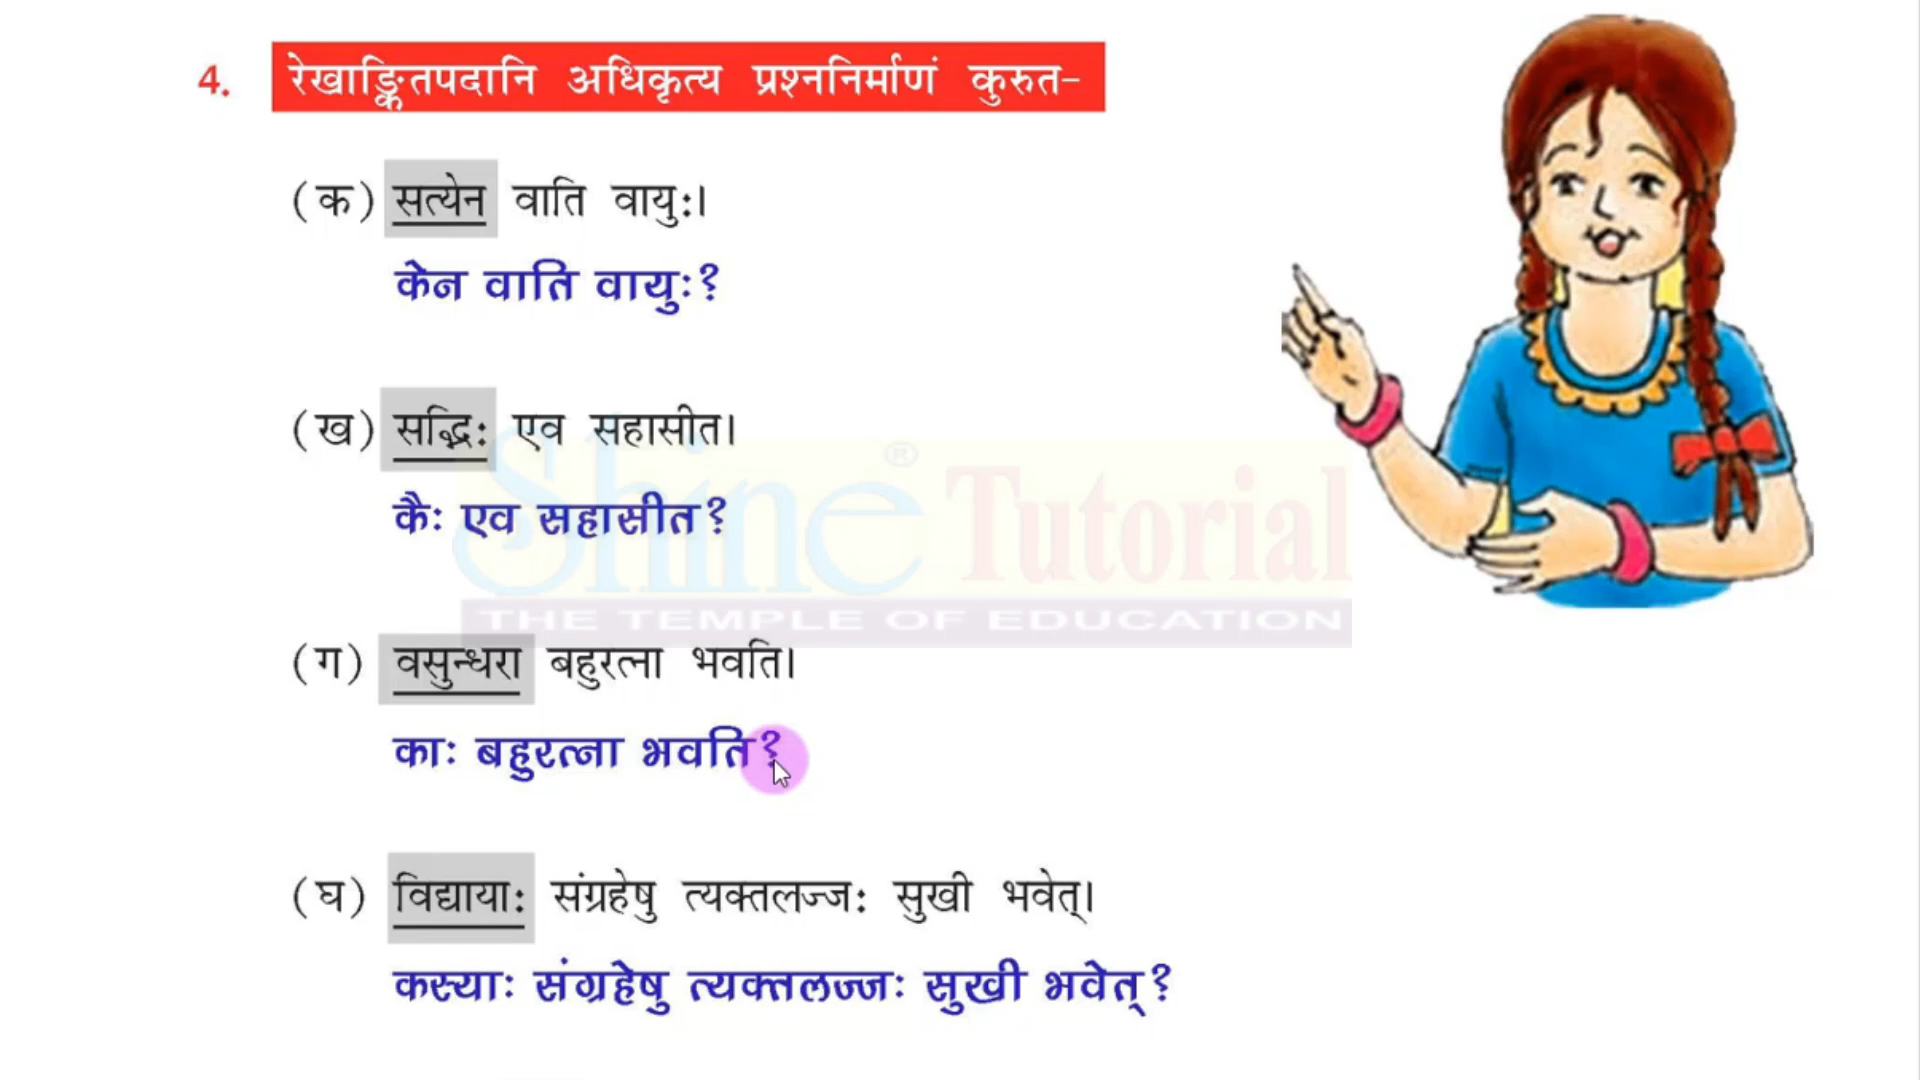 4. रेखाङ्कितपदानि अधिकृत्य प्रश्ननिर्माणं कुरुत-
(क) सत्येन वाति वायुः।
केन वाति वायुः?
(ख) सद्भिः एव सहासीत।
कैः एव सहासीत?
Shine® Tutorial
THE TEMPLE OF EDUCATION
(ग) वसुन्धरा बहुरत्ना भवति।
काः बहुरत्ना भवति?
(घ) विद्यायाः संग्रहेषु त्यक्तलज्जः सुखी भवेत्।
कस्याः संग्रहेषु त्यक्तलज्जः सुखी भवेत्?